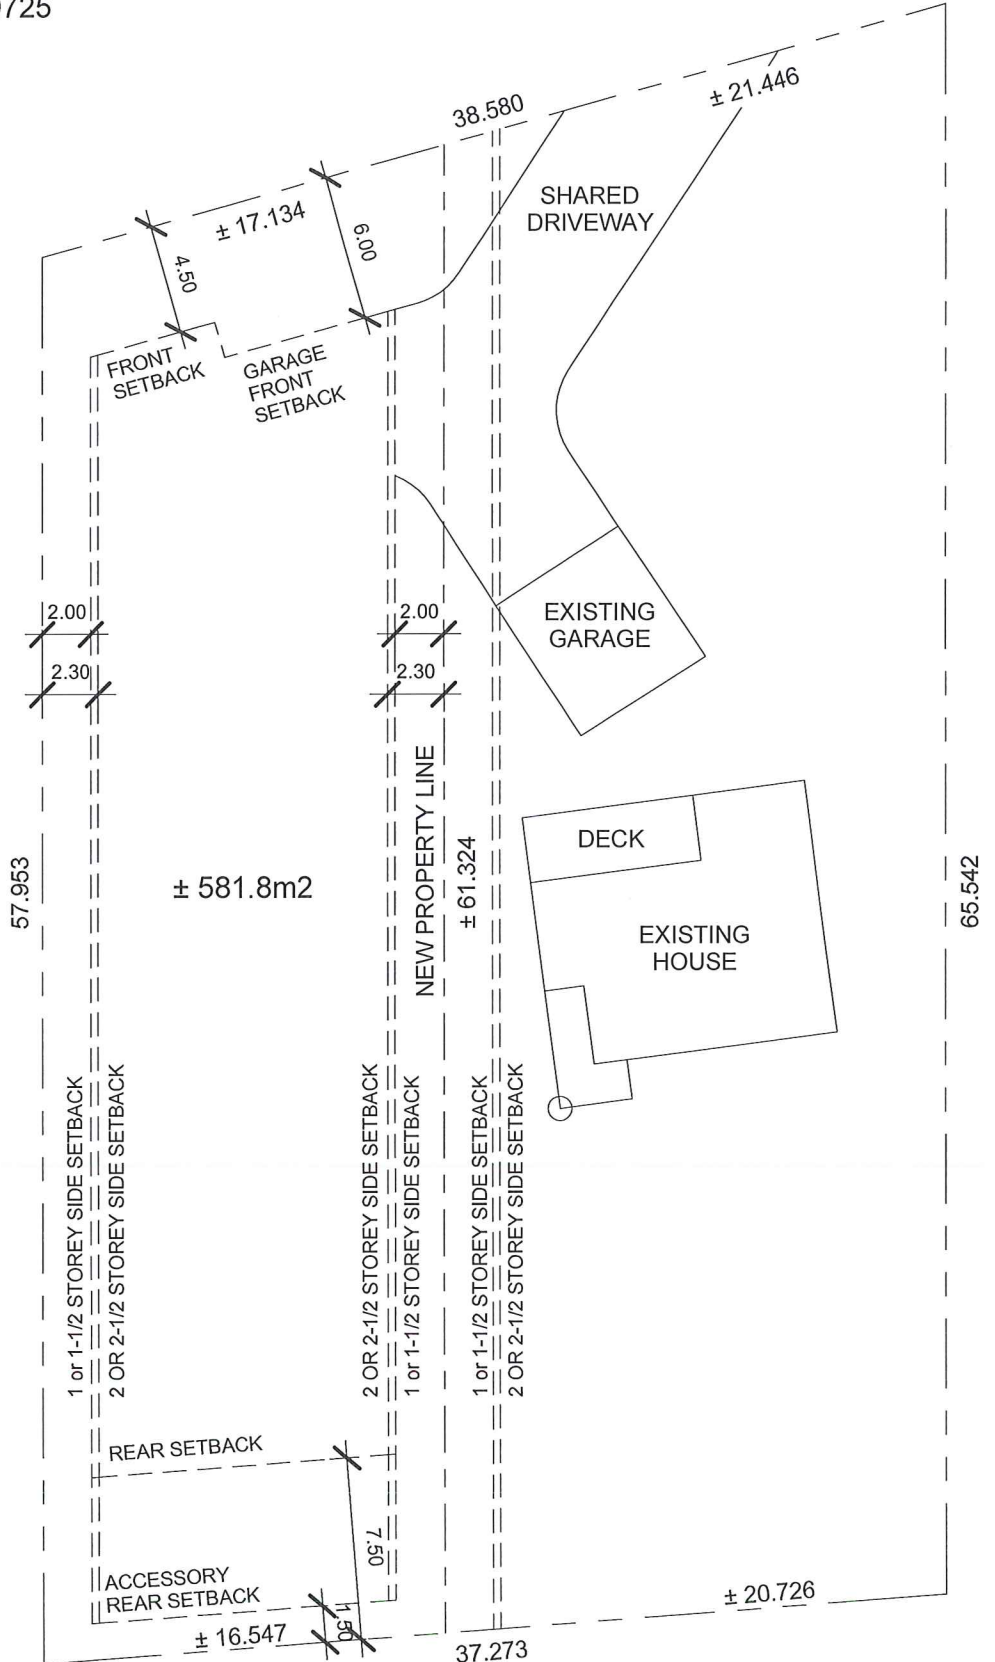 38.580
± 21.446
SHARED
DRIVEWAY
± 17.134
6.00
4.50
FRONT
SETBACK
GARAGE
FRONT
SETBACK
2.00
2.00
EXISTING
GARAGE
2.30
2.30
NEW PROPERTY LINE
DECK
57.953
± 581.8m2
± 61.324
65.542
EXISTING
HOUSE
1 or 1-1/2 STOREY SIDE SETBACK
2 OR 2-1/2 STOREY SIDE SETBACK
2 OR 2-1/2 STOREY SIDE SETBACK
1 or 1-1/2 STOREY SIDE SETBACK
1 or 1-1/2 STOREY SIDE SETBACK
2 OR 2-1/2 STOREY SIDE SETBACK
REAR SETBACK
7.50
ACCESSORY
REAR SETBACK
1.50
± 20.726
± 16.547
37.273